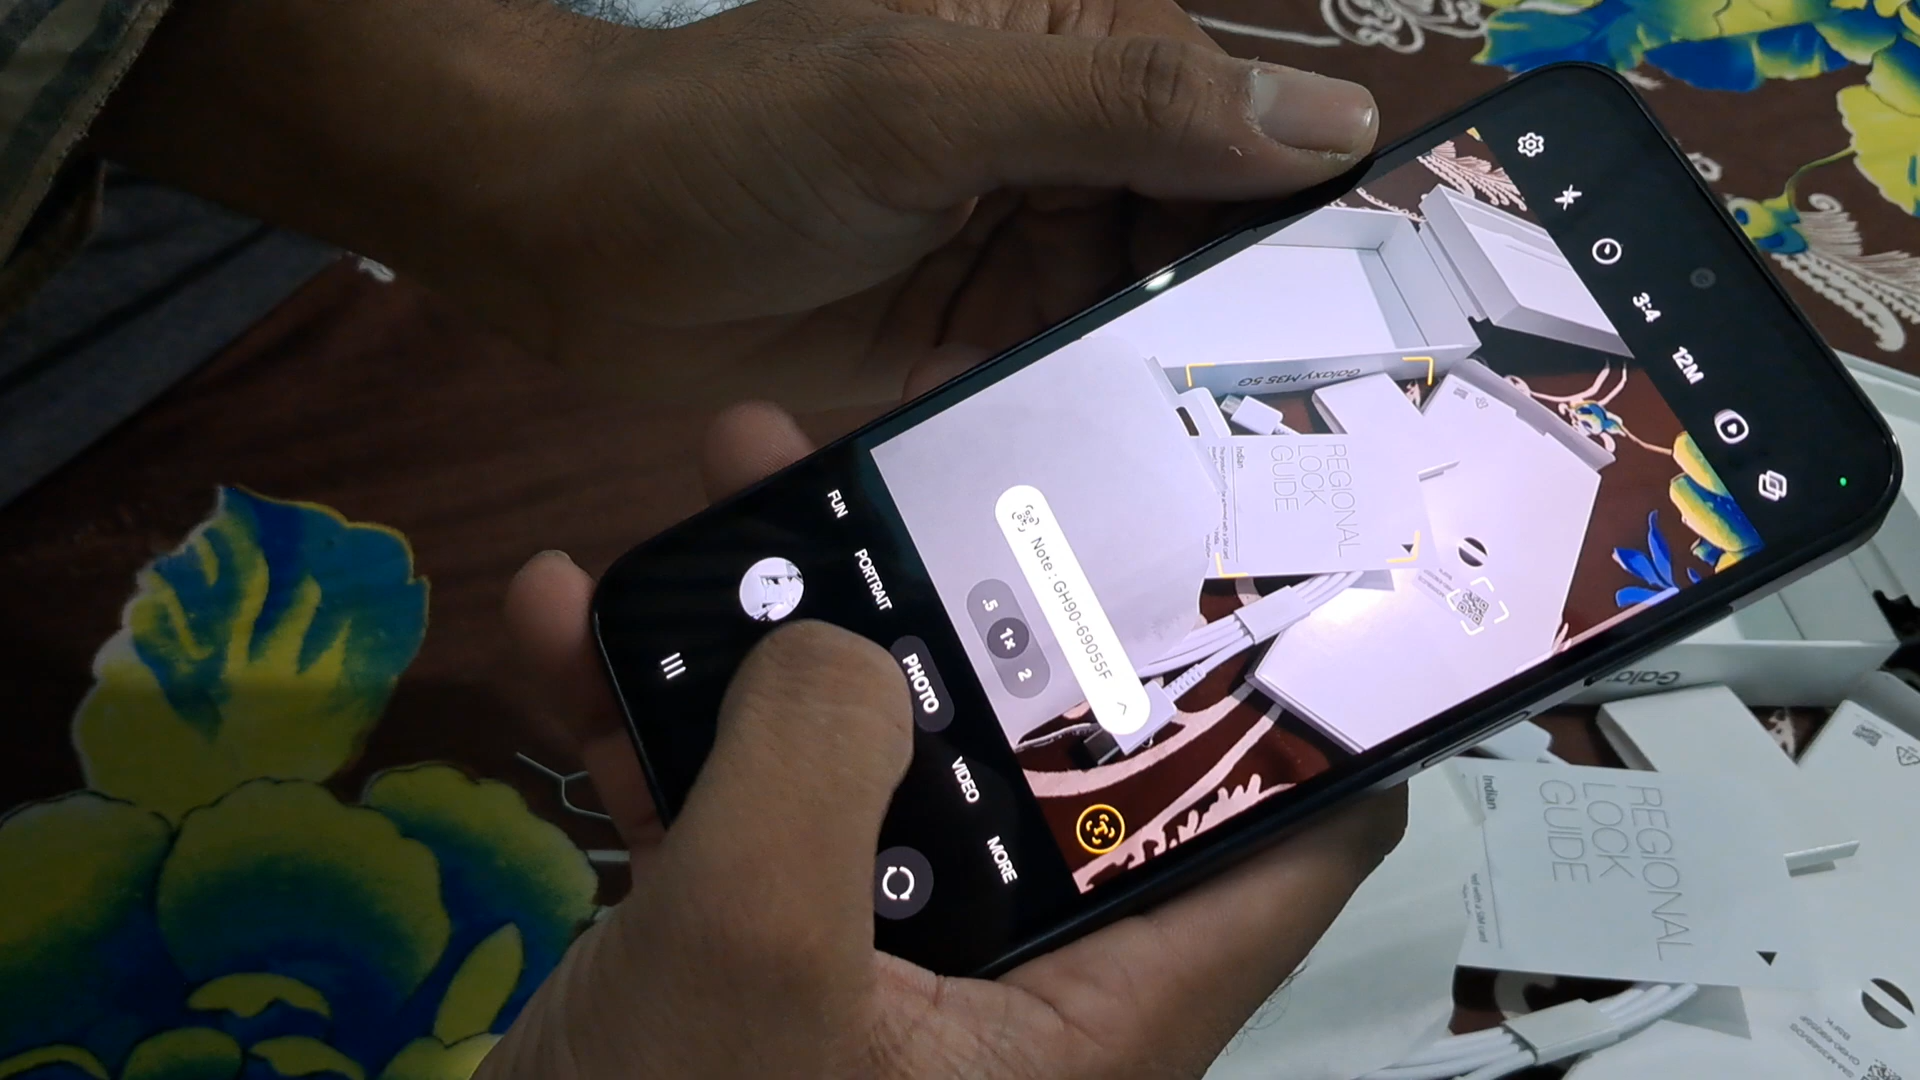 3:4
12M
Galaxy M35 5G
REGIONAL
LOCK
GUIDE
Indian
Note : GH90-69055F
.5
1x
2
FUN
PORTRAIT
PHOTO
VIDEO
MORE
REGIONAL
LOCK
GUIDE
Indian